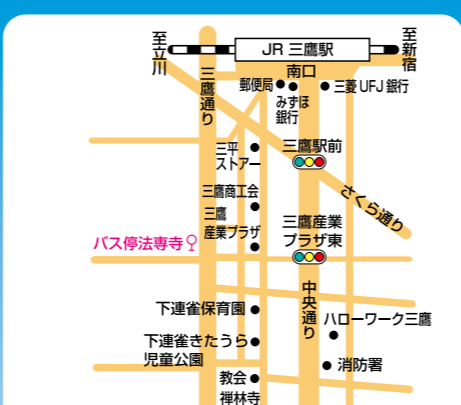 至立川
JR 三鷹駅
至新宿
三鷹通り
南口
郵便局
みずほ
銀行
三菱 UFJ 銀行
三平
ストアー
三鷹駅前
さくら通り
三鷹商工会
三鷹
産業プラザ
三鷹産業
プラザ東
バス停法専寺
中央通り
下連雀保育園
ハローワーク三鷹
下連雀きたうら
児童公園
消防署
教会
禅林寺